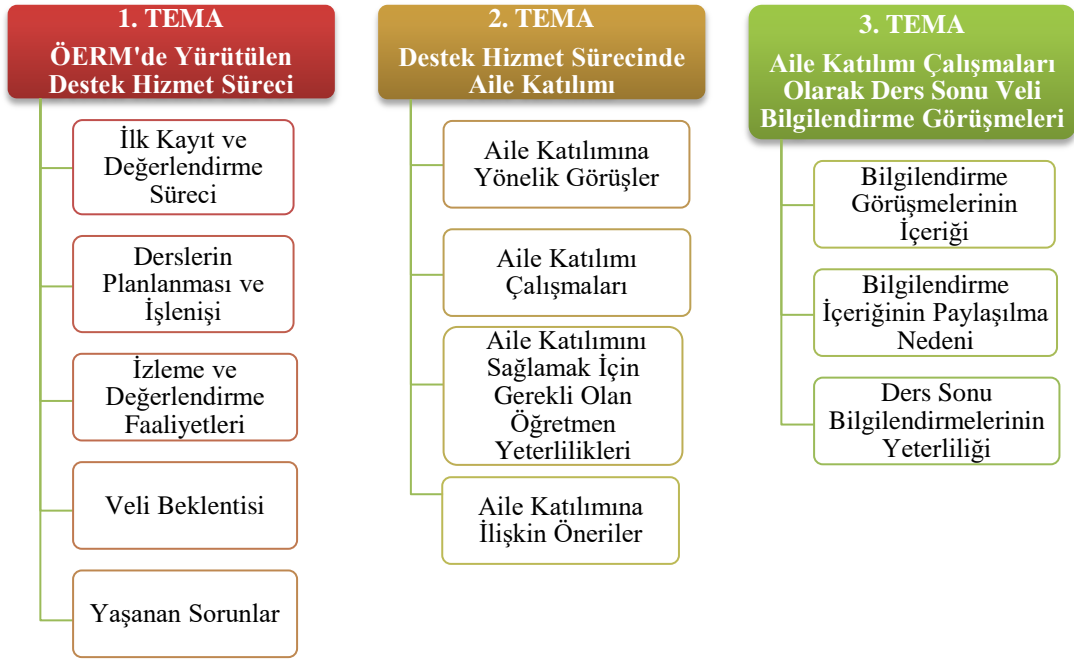 1. TEMA
ÖERM'de Yürütülen
Destek Hizmet Süreci
İlk Kayıt ve
Değerlendirme
Süreci
Derslerin
Planlanması ve
İşlenişi
İzleme ve
Değerlendirme
Faaliyetleri
Veli Beklentisi
Yaşanan Sorunlar
2. TEMA
Destek Hizmet Sürecinde
Aile Katılımı
Aile Katılımına
Yönelik Görüşler
Aile Katılımı
Çalışmaları
Aile Katılımını
Sağlamak İçin
Gerekli Olan
Öğretmen
Yeterlilikleri
Aile Katılımına
İlişkin Öneriler
3. TEMA
Aile Katılımı Çalışmaları
Olarak Ders Sonu Veli
Bilgilendirme Görüşmeleri
Bilgilendirme
Görüşmelerinin
İçeriği
Bilgilendirme
İçeriğinin Paylaşılma
Nedeni
Ders Sonu
Bilgilendirmelerinin
Yeterliliği